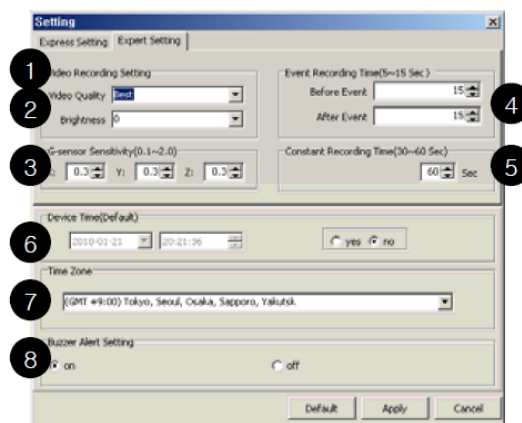 Setting
Express Setting Expert Setting
1
Video Recording Setting
Event Recording Time(5~15 Sec)
2
Video Quality Best
Before Event 15
4
Brightness 0
After Event 15
3
G-sensor Sensitivity(0.1~2.0)
Constant Recording Time(30~60 Sec)
5
: 0.3 Y: 0.3 Z: 0.3
60 Sec
Device Time(Default)
6
2010-01-21 20:21:36 yes no
Time Zone
7
(GMT +9:00) Tokyo, Seoul, Osaka, Sapporo, Yakutsk
Buzzer Alert Setting
8
on off
Default Apply Cancel